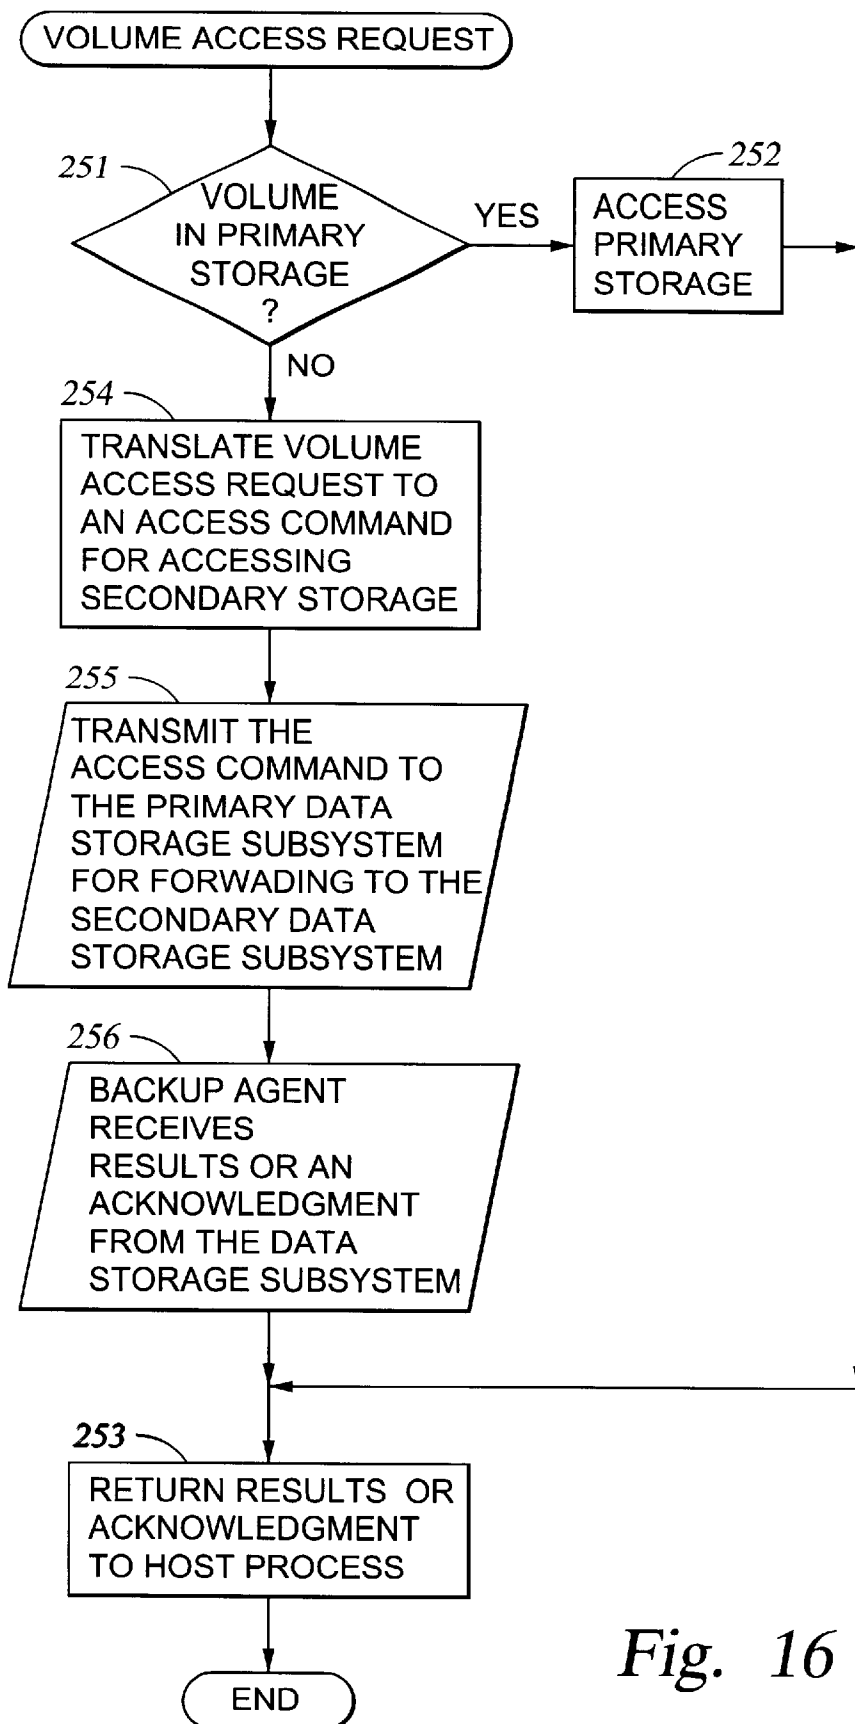 VOLUME ACCESS REQUEST
251
VOLUME
IN PRIMARY
STORAGE
?
YES
252
ACCESS
PRIMARY
STORAGE
NO
254
TRANSLATE VOLUME
ACCESS REQUEST TO
AN ACCESS COMMAND
FOR ACCESSING
SECONDARY STORAGE
255
TRANSMIT THE
ACCESS COMMAND TO
THE PRIMARY DATA
STORAGE SUBSYSTEM
FOR FORWADING TO THE
SECONDARY DATA
STORAGE SUBSYSTEM
256
BACKUP AGENT
RECEIVES
RESULTS OR AN
ACKNOWLEDGMENT
FROM THE DATA
STORAGE SUBSYSTEM
253
RETURN RESULTS OR
ACKNOWLEDGMENT
TO HOST PROCESS
END
Fig. 16